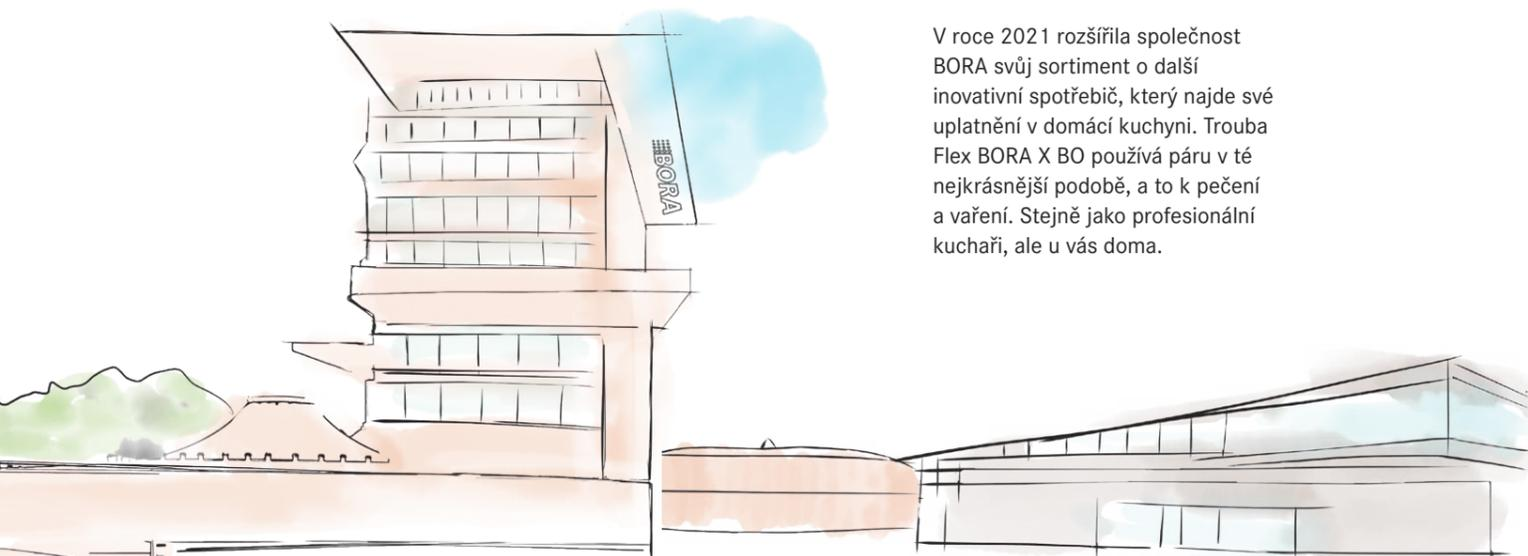 V roce 2021 rozšířila společnost
BORA svůj sortiment o další
inovativní spotřebič, který najde své
uplatnění v domácí kuchyni. Trouba
Flex BORA X BO používá páru v té
nejkrásnější podobě, a to k pečení
a vaření. Stejně jako profesionální
kuchaři, ale u vás doma.
BORA